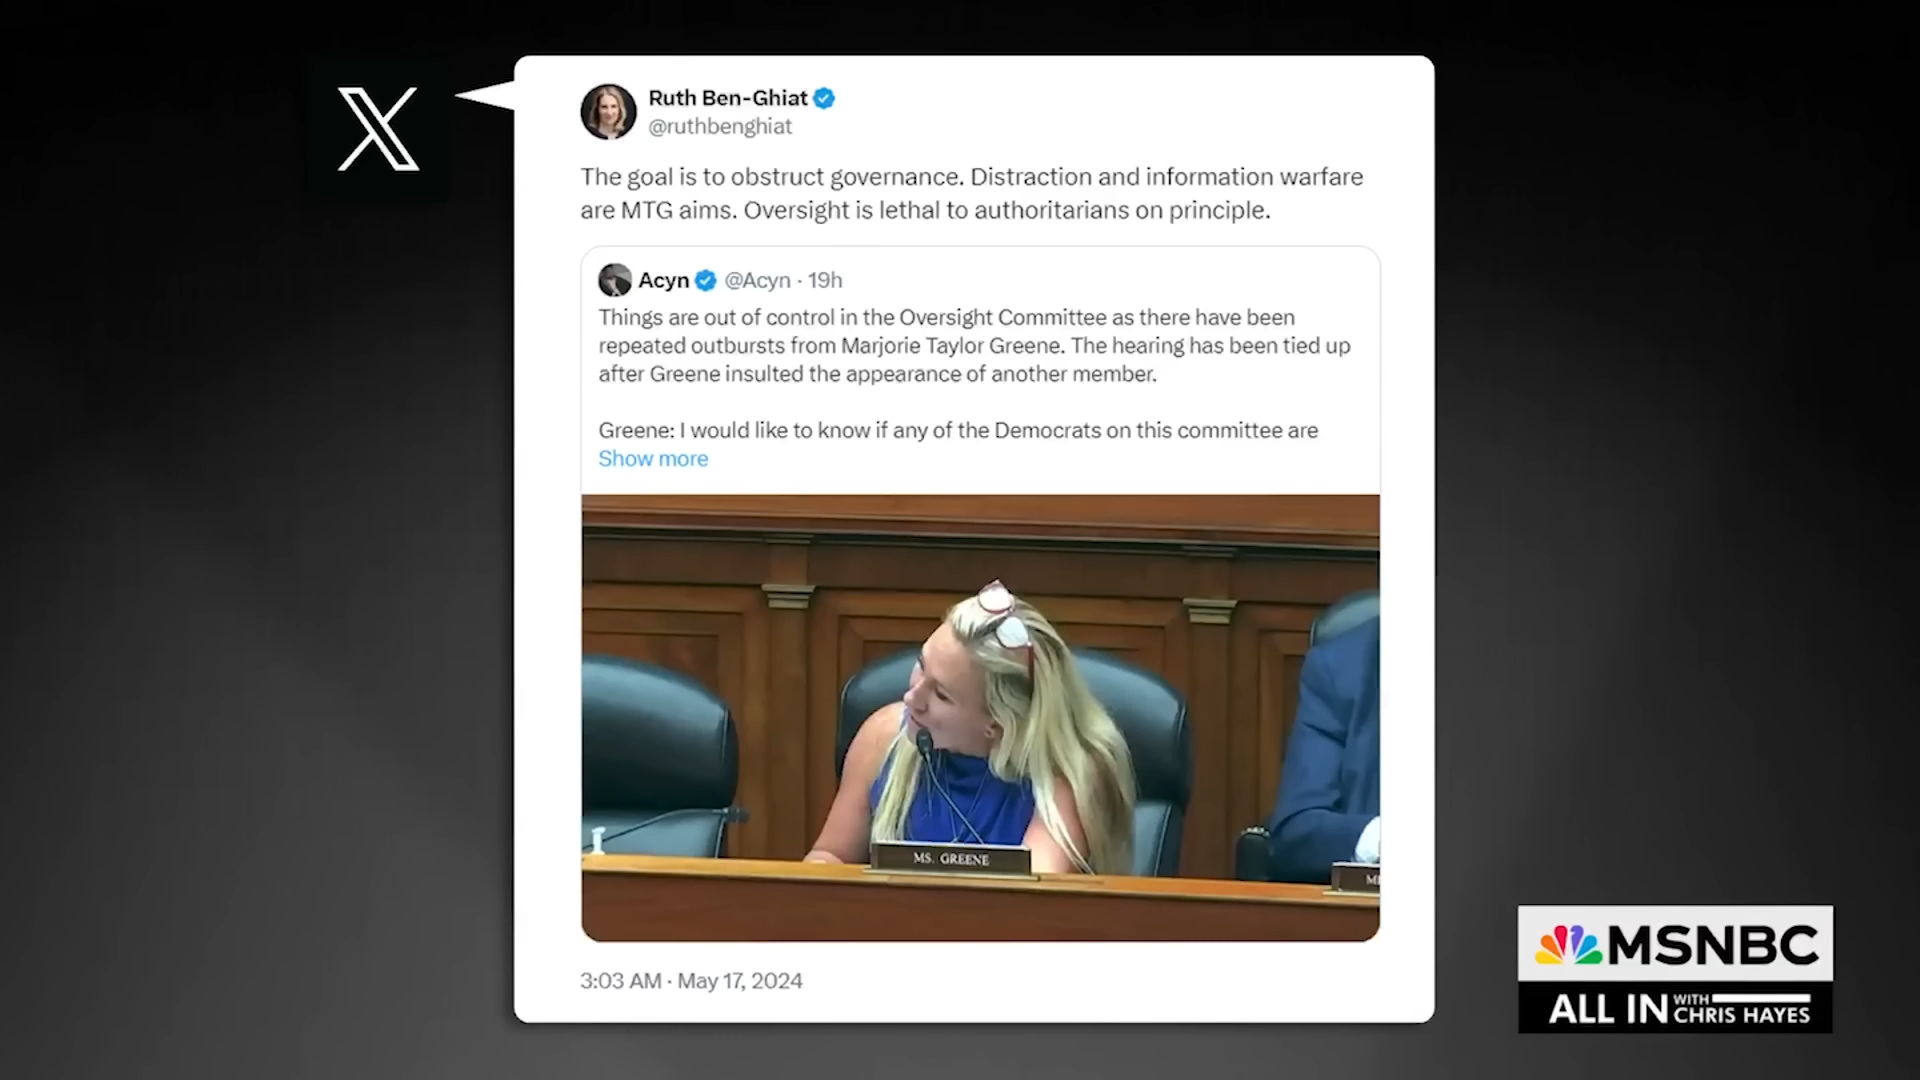 X
Ruth Ben-Ghiat
@ruthbenghiat
The goal is to obstruct governance. Distraction and information warfare
are MTG aims. Oversight is lethal to authoritarians on principle.
Acyn @Acyn · 19h
Things are out of control in the Oversight Committee as there have been
repeated outbursts from Marjorie Taylor Greene. The hearing has been tied up
after Greene insulted the appearance of another member.
Greene: I would like to know if any of the Democrats on this committee are
Show more
MS. GREENE
3:03 AM · May 17, 2024
MSNBC
ALL IN WITH
CHRIS HAYES